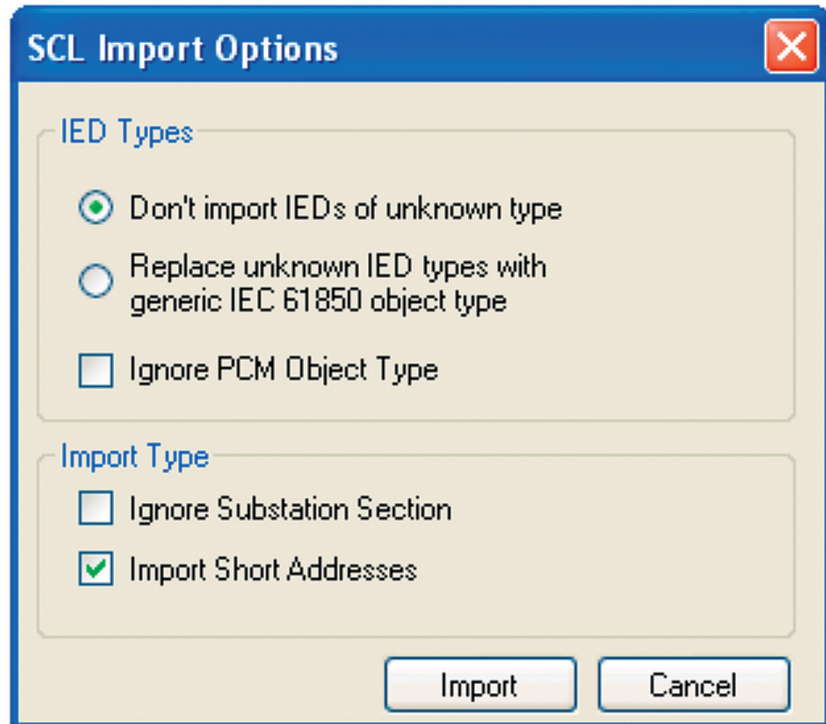 SCL Import Options
IED Types
Don't import IEDs of unknown type
Replace unknown IED types with
generic IEC 61850 object type
Ignore PCM Object Type
Import Type
Ignore Substation Section
Import Short Addresses
Import
Cancel